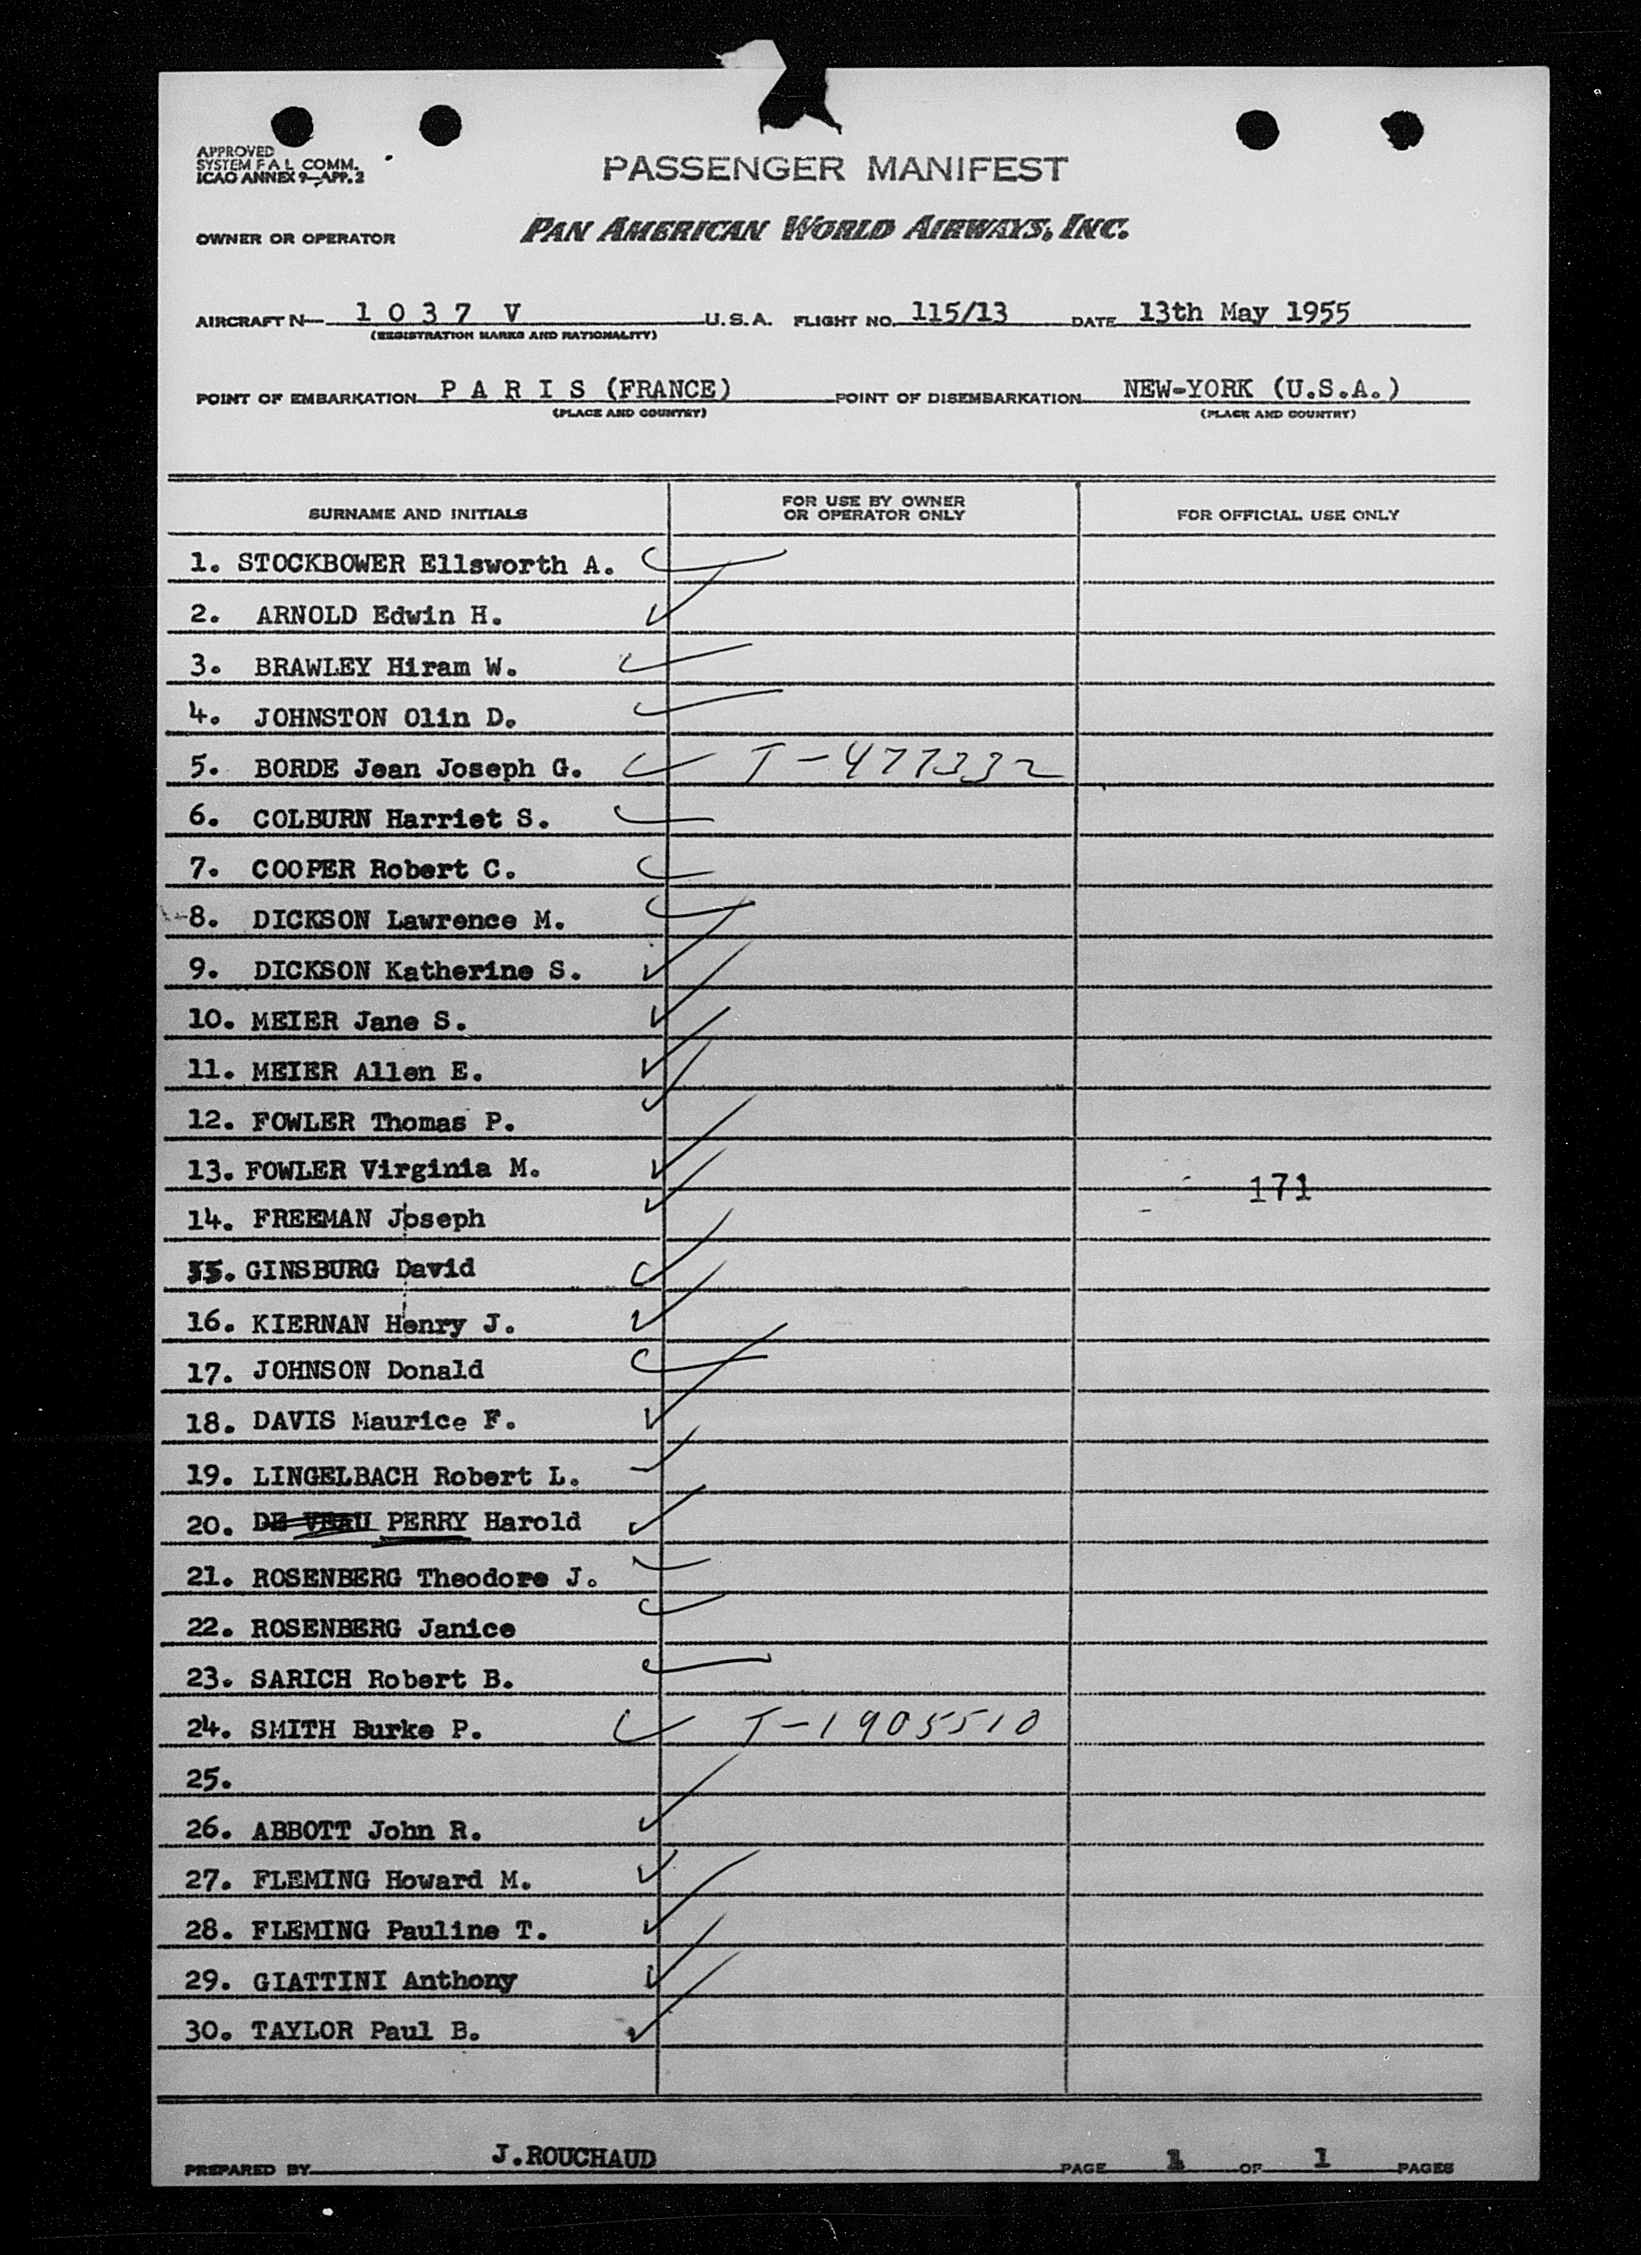 APPROVED
SYSTEM F A L COMM.
ICAO ANNEX 9—APP. 2
PASSENGER MANIFEST
OWNER OR OPERATOR PAN AMERICAN WORLD AIRWAYS, INC.
AIRCRAFT N— 1 0 3 7 V U.S.A. FLIGHT NO. 115/13 DATE 13th May 1955
(REGISTRATION MARKS AND NATIONALITY)
POINT OF EMBARKATION P A R I S (FRANCE) POINT OF DISEMBARKATION NEW-YORK (U.S.A.)
(PLACE AND COUNTRY) (PLACE AND COUNTRY)
SURNAME AND INITIALS FOR USE BY OWNER OR OPERATOR ONLY FOR OFFICIAL USE ONLY
1. STOCKBOWER Ellsworth A.
2. ARNOLD Edwin H.
3. BRAWLEY Hiram W.
4. JOHNSTON Olin D.
5. BORDE Jean Joseph G. T-477332
6. COLBURN Harriet S.
7. COOPER Robert C.
8. DICKSON Lawrence M.
9. DICKSON Katherine S.
10. MEIER Jane S.
11. MEIER Allen E.
12. FOWLER Thomas P.
13. FOWLER Virginia M.
171
14. FREEMAN Joseph
15. GINSBURG David
16. KIERNAN Henry J.
17. JOHNSON Donald
18. DAVIS Maurice F.
19. LINGELBACH Robert L.
20. DE VEAU PERRY Harold
21. ROSENBERG Theodore J.
22. ROSENBERG Janice
23. SARICH Robert B.
24. SMITH Burke P. T-1905510
25.
26. ABBOTT John R.
27. FLEMING Howard M.
28. FLEMING Pauline T.
29. GIATTINI Anthony
30. TAYLOR Paul B.
PREPARED BY J.ROUCHAUD PAGE 1 OF 1 PAGES